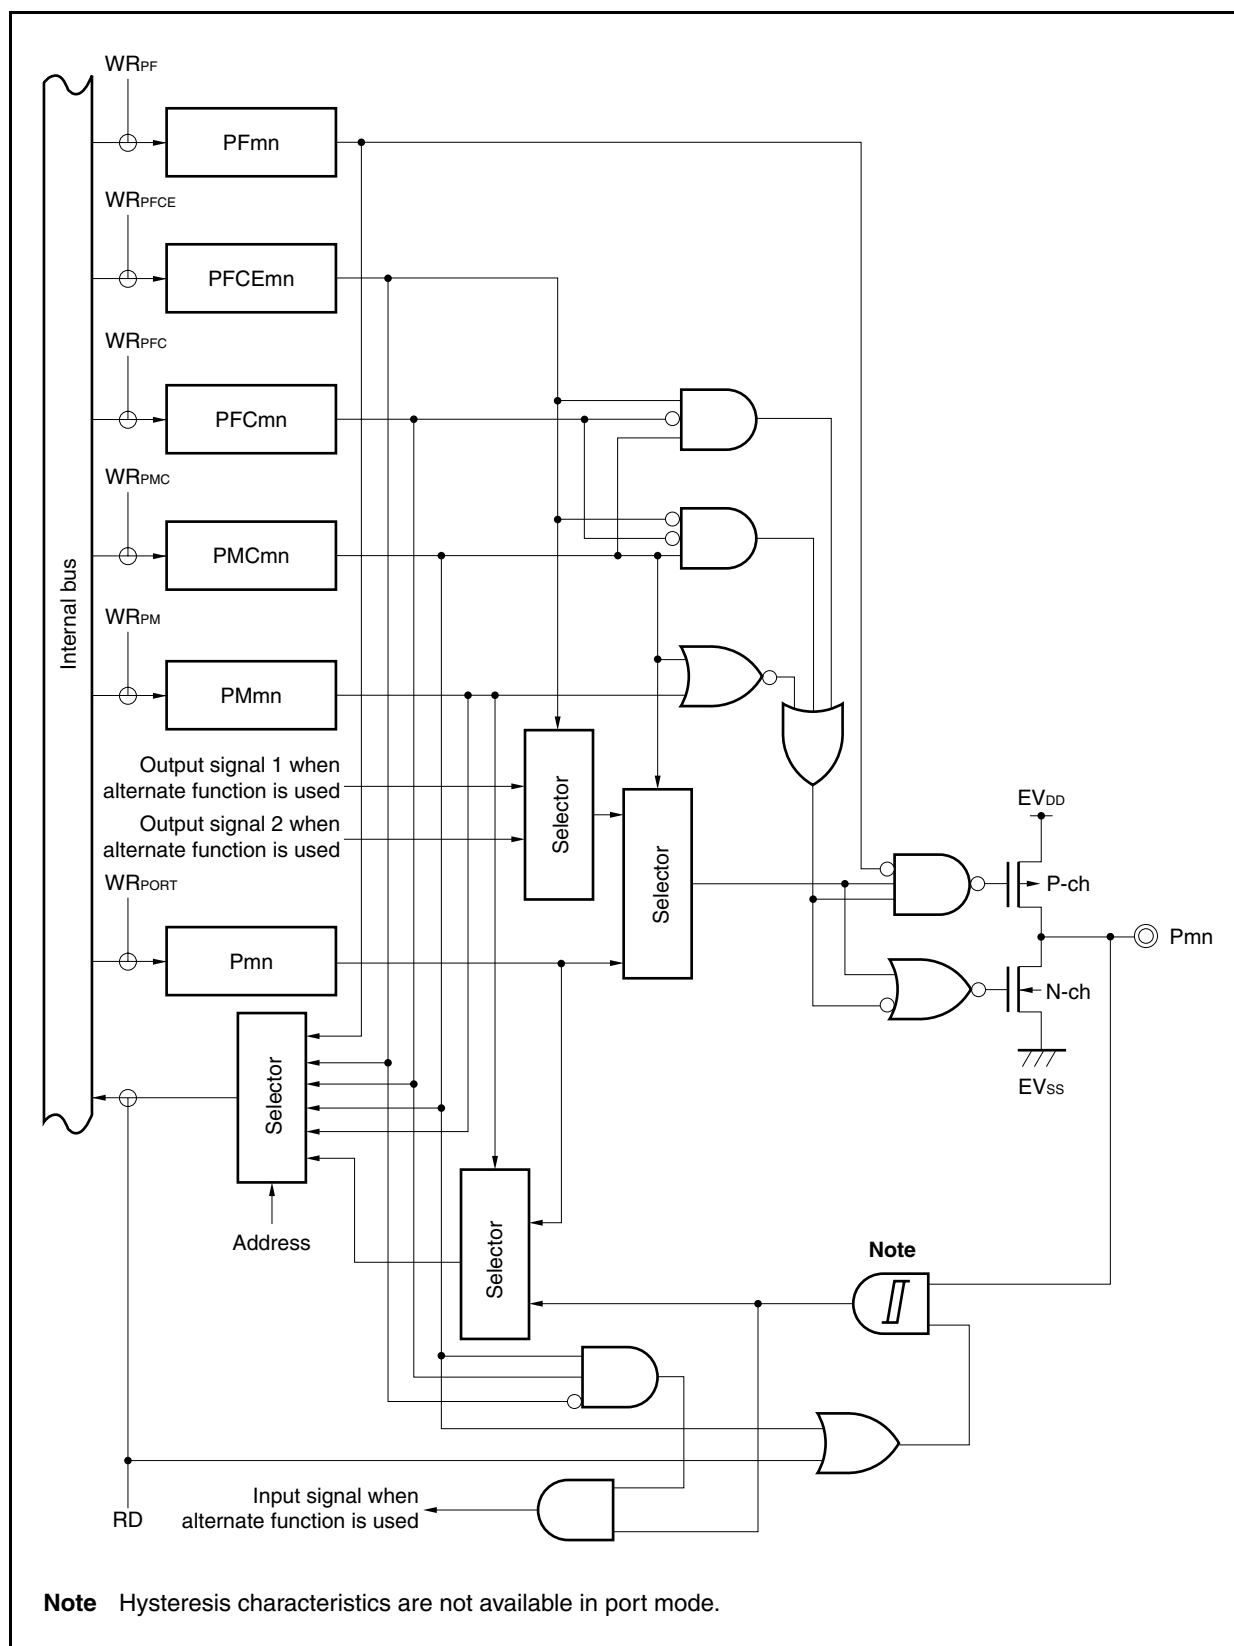 WRPF
PFmn
WRPFCE
PFCEmn
WRPFC
PFCmn
WRPMC
PMCmn
Internal bus
WRPM
PMmn
Output signal 1 when
alternate function is used
Output signal 2 when
alternate function is used
Selector
Selector
EVDD
P-ch
WRPORT
Pmn
Pmn
N-ch
EVSS
Selector
Address
Selector
Note
Input signal when
alternate function is used
RD
Note Hysteresis characteristics are not available in port mode.